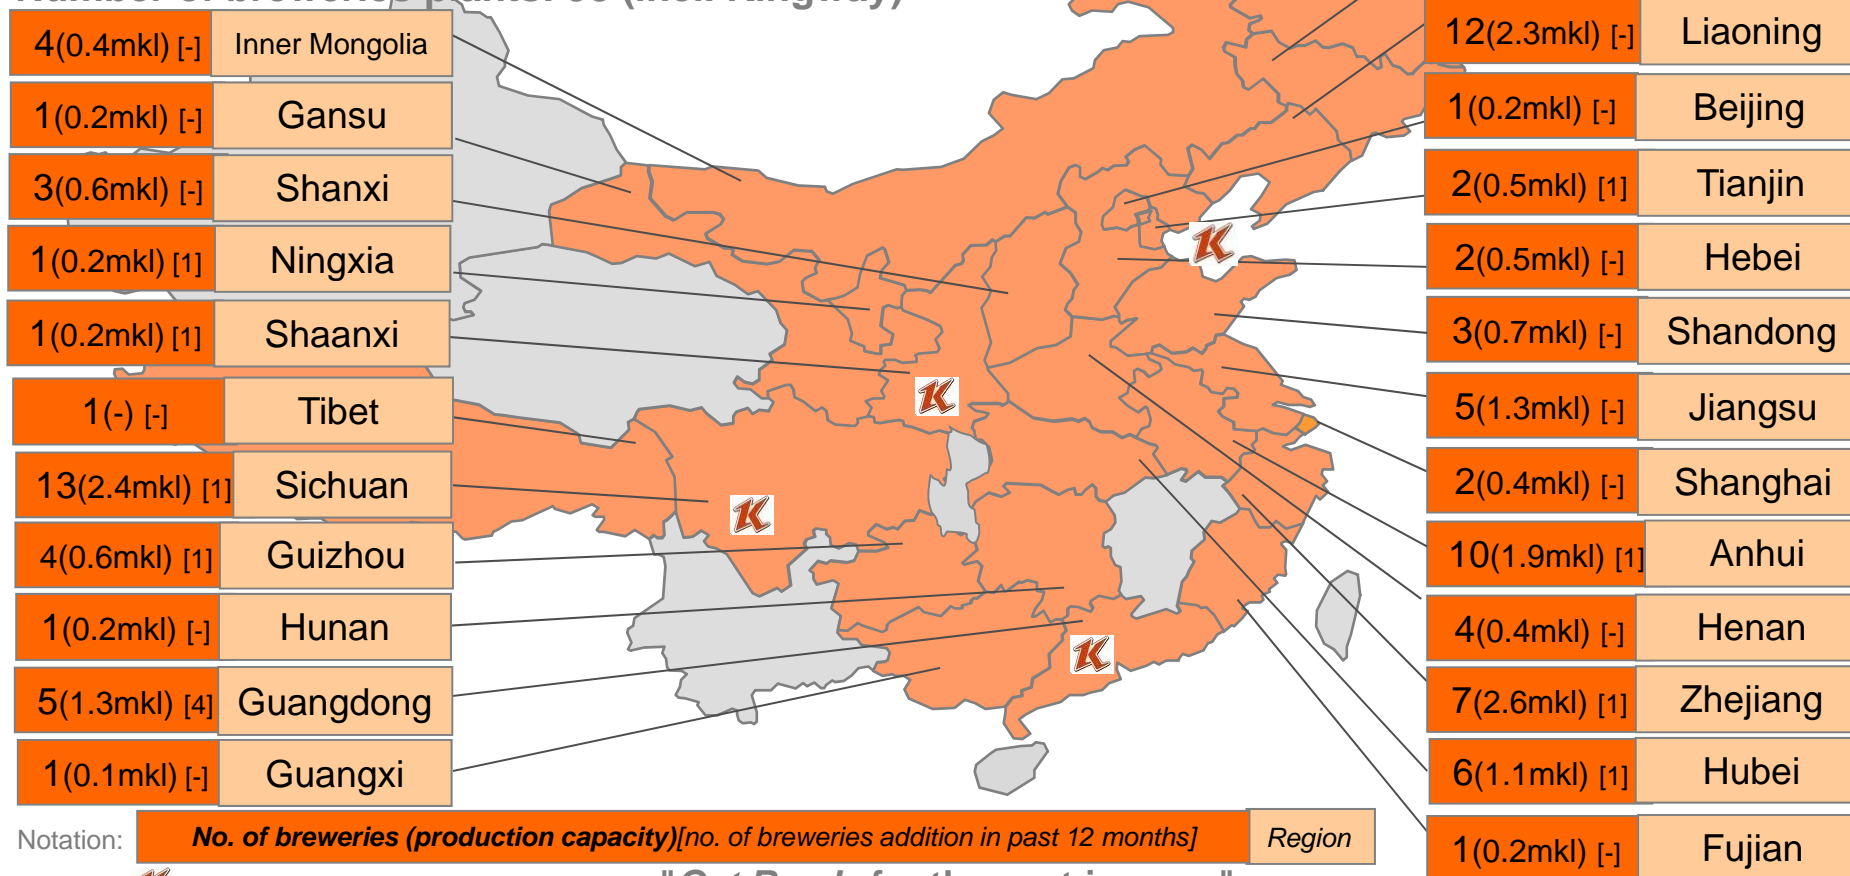 4(0.4mkl) [-] Inner Mongolia
1(0.2mkl) [-] Gansu
3(0.6mkl) [-] Shanxi
1(0.2mkl) [1] Ningxia
1(0.2mkl) [1] Shaanxi
1(-) [-] Tibet
13(2.4mkl) [1] Sichuan
4(0.6mkl) [1] Guizhou
1(0.2mkl) [-] Hunan
5(1.3mkl) [4] Guangdong
1(0.1mkl) [-] Guangxi
12(2.3mkl) [-] Liaoning
1(0.2mkl) [-] Beijing
2(0.5mkl) [1] Tianjin
2(0.5mkl) [-] Hebei
3(0.7mkl) [-] Shandong
5(1.3mkl) [-] Jiangsu
2(0.4mkl) [-] Shanghai
10(1.9mkl) [1] Anhui
4(0.4mkl) [-] Henan
7(2.6mkl) [1] Zhejiang
6(1.1mkl) [1] Hubei
1(0.2mkl) [-] Fujian
K
K
K
K
Notation: No. of breweries (production capacity)[no. of breweries addition in past 12 months] Region